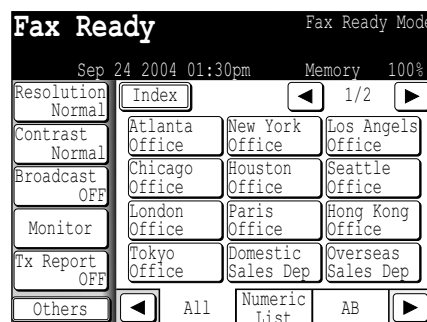 Fax Ready
Fax Ready Mode
Sep 24 2004 01:30pm Memory 100%
Resolution
Normal
Index
◀ 1/2 ▶
Contrast
Normal
Atlanta
Office
New York
Office
Los Angels
Office
Broadcast
OFF
Chicago
Office
Houston
Office
Seattle
Office
Monitor
London
Office
Paris
Office
Hong Kong
Office
Tx Report
OFF
Tokyo
Office
Domestic
Sales Dep
Overseas
Sales Dep
Others
◀ All
Numeric
List
AB ▶